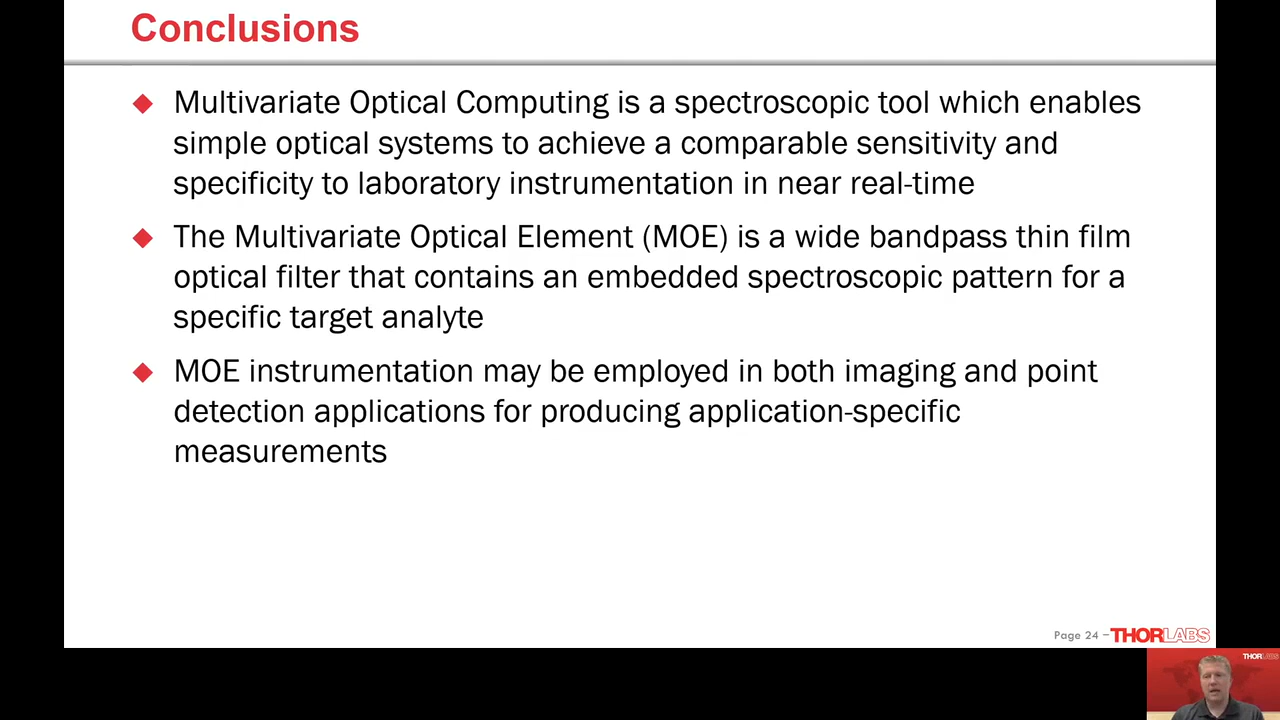 Conclusions
Multivariate Optical Computing is a spectroscopic tool which enables
simple optical systems to achieve a comparable sensitivity and
specificity to laboratory instrumentation in near real-time
The Multivariate Optical Element (MOE) is a wide bandpass thin film
optical filter that contains an embedded spectroscopic pattern for a
specific target analyte
MOE instrumentation may be employed in both imaging and point
detection applications for producing application-specific
measurements
Page 24 – THORLABS
THORLABS